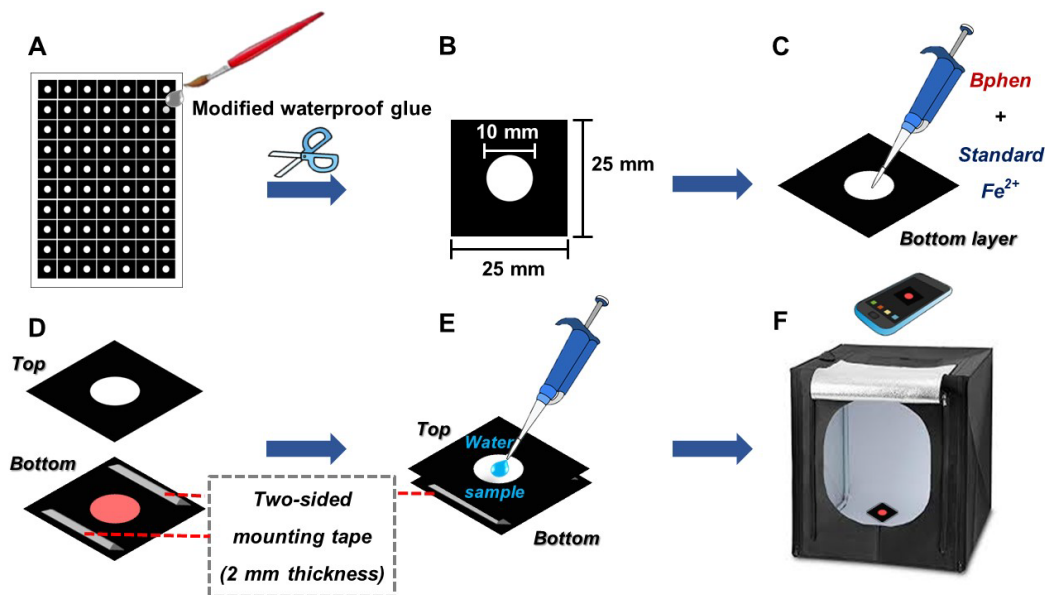 A
Modified waterproof glue
B
10 mm
25 mm
25 mm
C
Bphen
+
Standard
Fe²⁺
Bottom layer
D
Top
Bottom
Two-sided
mounting tape
(2 mm thickness)
E
Top
Water
sample
Bottom
F